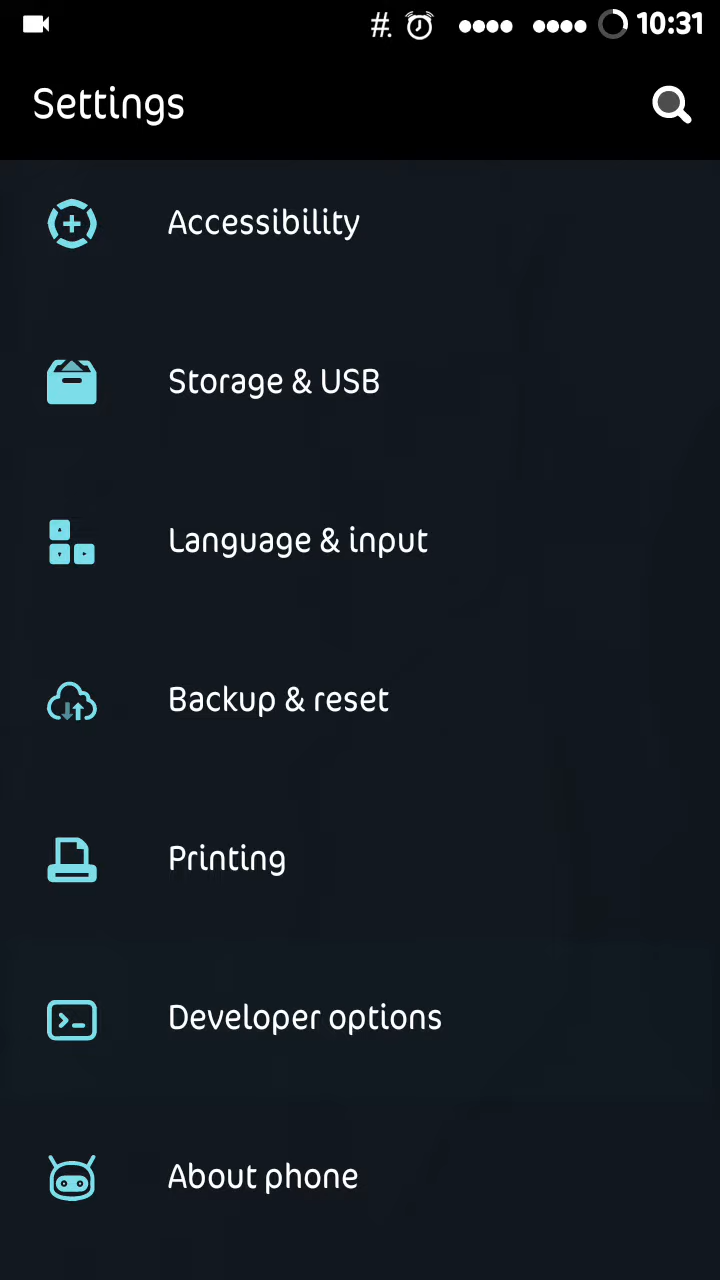 #. 10:31
Settings
Accessibility
Storage & USB
Language & input
Backup & reset
Printing
Developer options
About phone